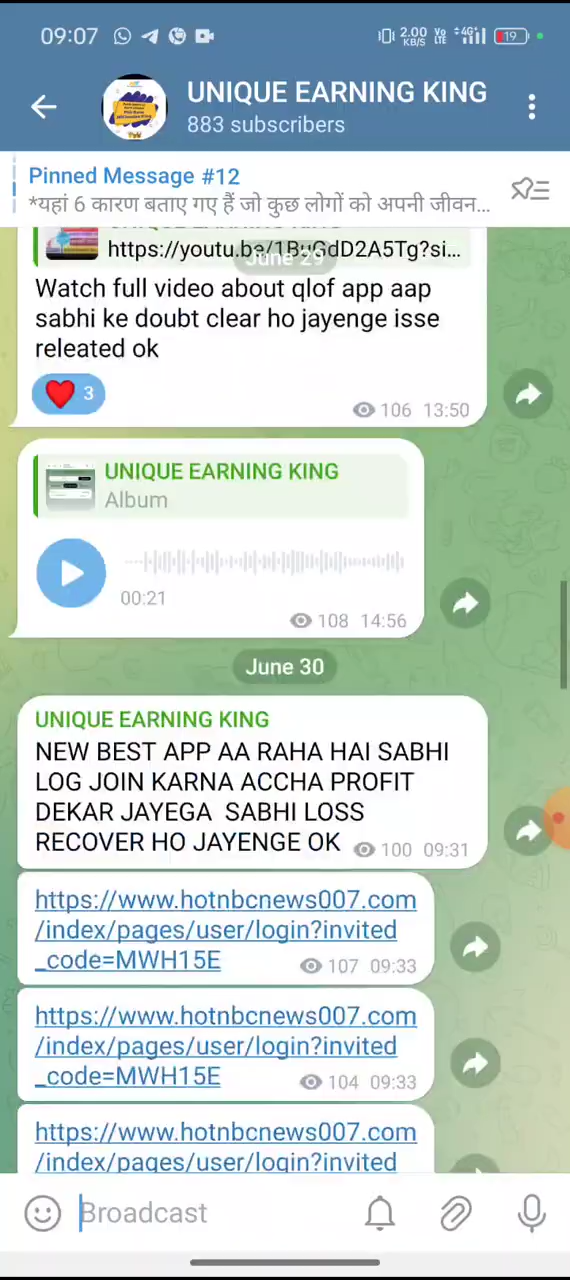 09:07
2.00 KB/S
4G
19
UNIQUE EARNING KING
883 subscribers
Pinned Message #12
*यहां 6 कारण बताए गए हैं जो कुछ लोगों को अपनी जीवन...
June 29
https://youtu.be/1BuGdD2A5Tg?si...
Watch full video about qlof app aap
sabhi ke doubt clear ho jayenge isse
releated ok
3
106 13:50
UNIQUE EARNING KING
Album
00:21
108 14:56
June 30
UNIQUE EARNING KING
NEW BEST APP AA RAHA HAI SABHI
LOG JOIN KARNA ACCHA PROFIT
DEKAR JAYEGA SABHI LOSS
RECOVER HO JAYENGE OK
100 09:31
https://www.hotnbcnews007.com
/index/pages/user/login?invited
_code=MWH15E
107 09:33
https://www.hotnbcnews007.com
/index/pages/user/login?invited
_code=MWH15E
104 09:33
https://www.hotnbcnews007.com
/index/pages/user/login?invited
Broadcast